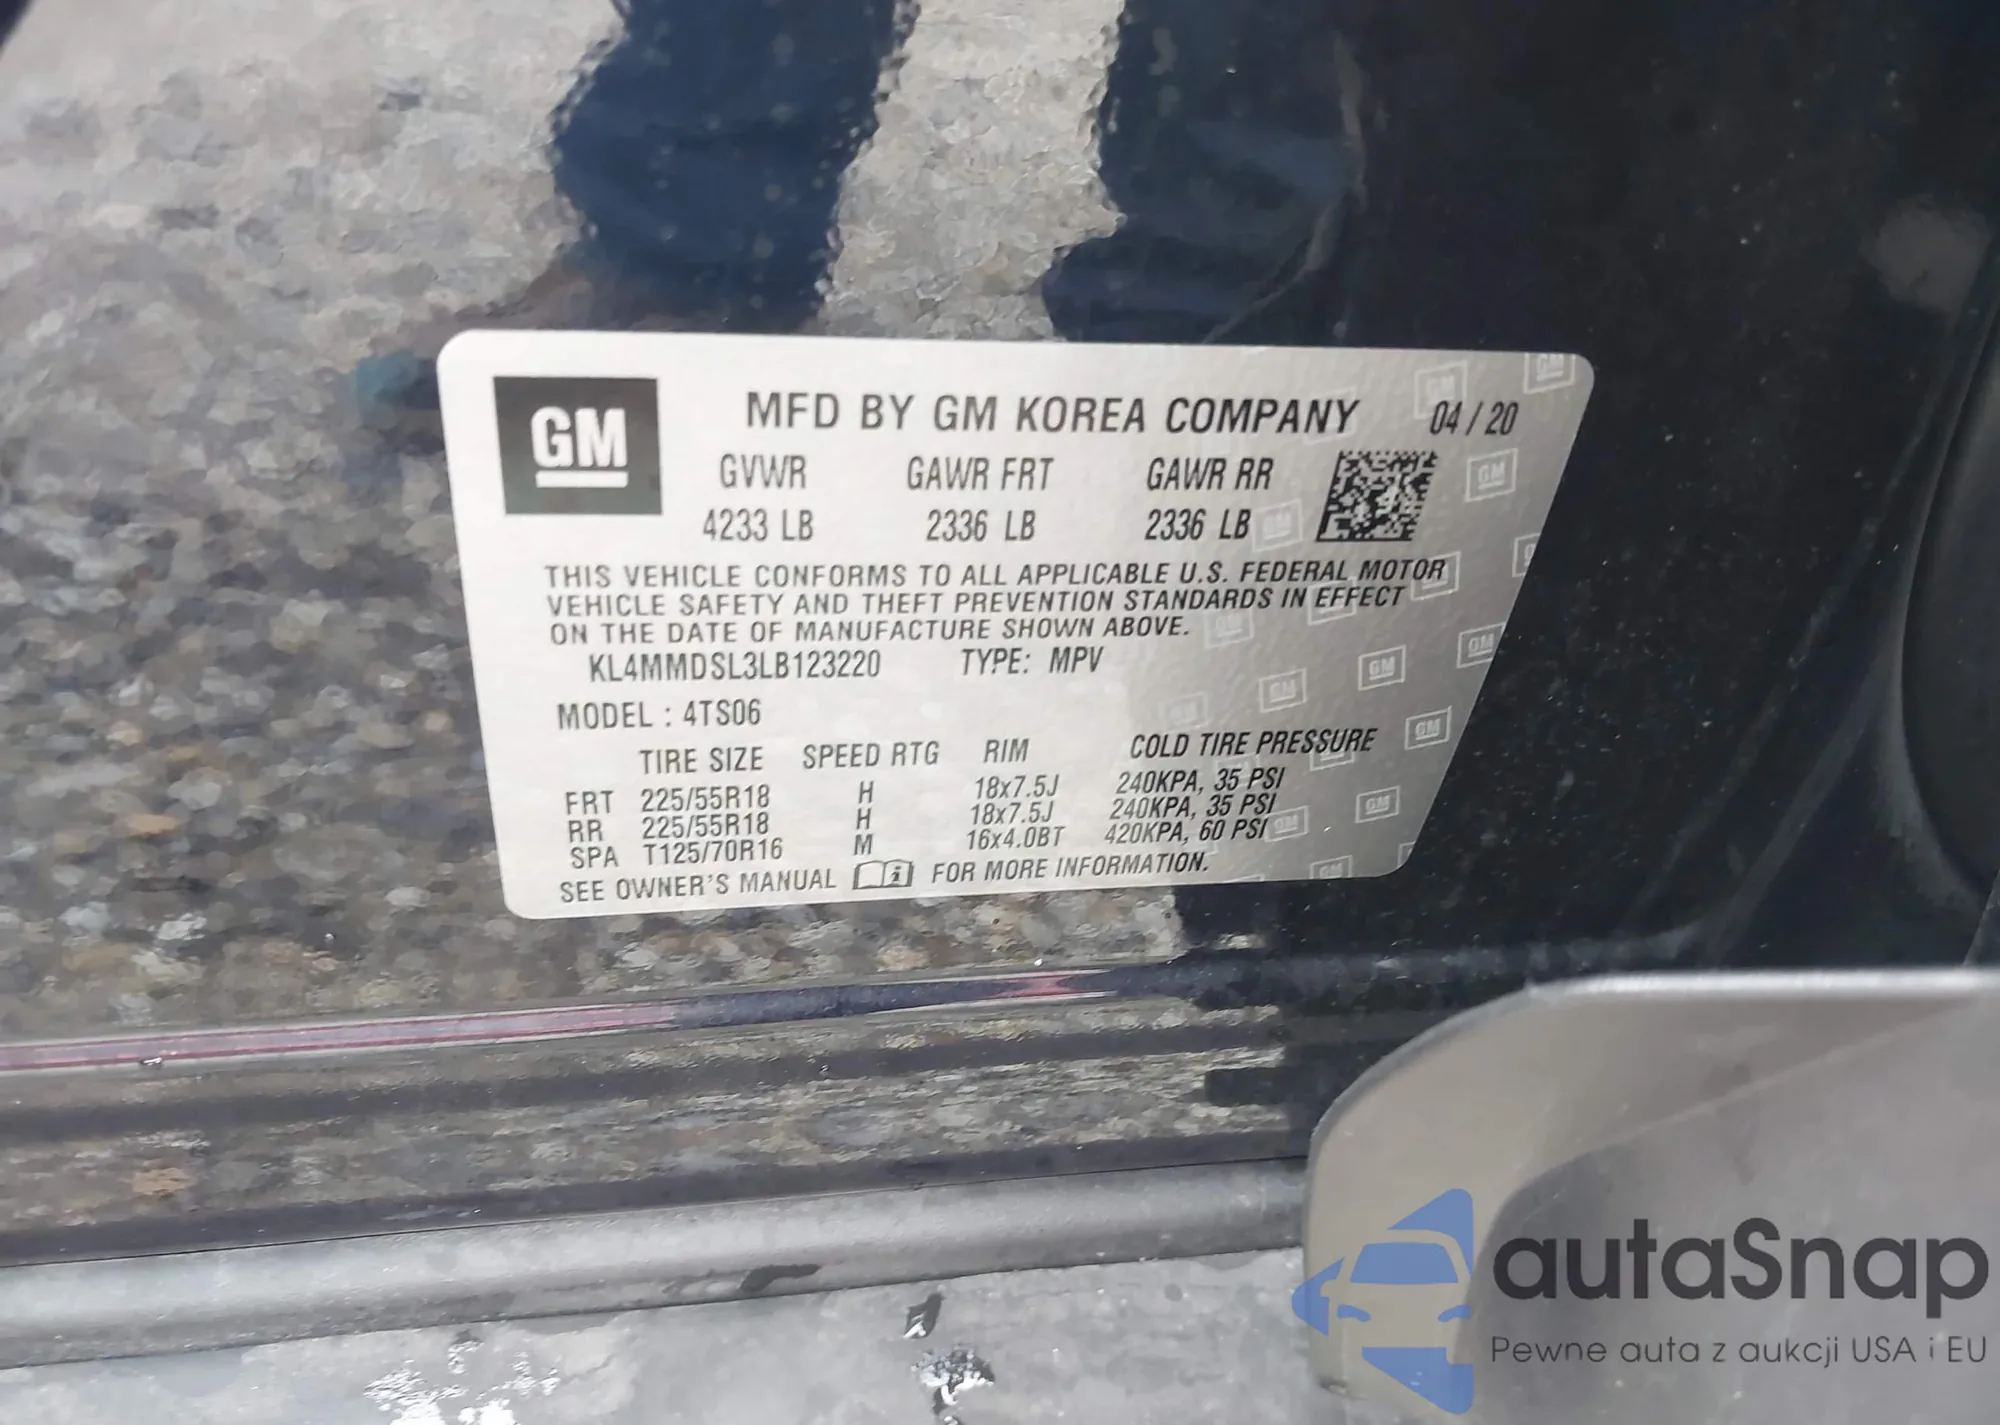 GM
MFD BY GM KOREA COMPANY 04 / 20
GVWR GAWR FRT GAWR RR
4233 LB 2336 LB 2336 LB
THIS VEHICLE CONFORMS TO ALL APPLICABLE U.S. FEDERAL MOTOR
VEHICLE SAFETY AND THEFT PREVENTION STANDARDS IN EFFECT
ON THE DATE OF MANUFACTURE SHOWN ABOVE.
KL4MMDSL3LB123220 TYPE: MPV
MODEL : 4TS06
TIRE SIZE SPEED RTG RIM COLD TIRE PRESSURE
FRT 225/55R18 H 18x7.5J 240KPA, 35 PSI
RR 225/55R18 H 18x7.5J 240KPA, 35 PSI
SPA T125/70R16 M 16x4.0BT 420KPA, 60 PSI
SEE OWNER'S MANUAL FOR MORE INFORMATION.
autaSnap
Pewne auta z aukcji USA i EU